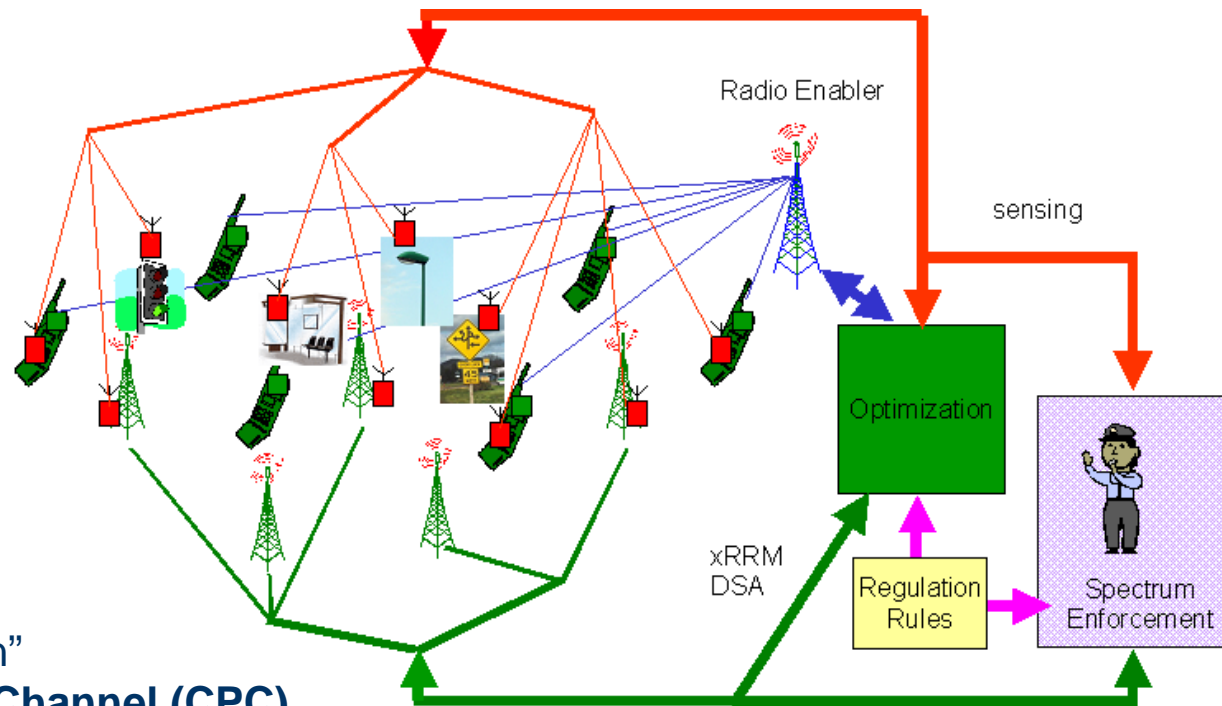 Radio Enabler
sensing
Optimization
xRRM
DSA
Regulation
Rules
Spectrum
Enforcement
n”
Channel (CPC)